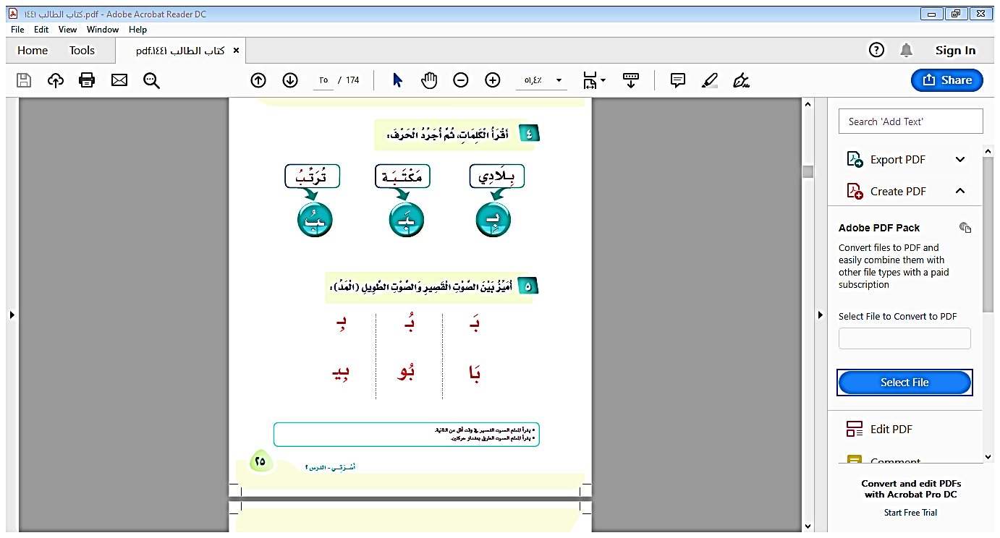 كتاب الطالب ١٤٤١.pdf - Adobe Acrobat Reader DC
File Edit View Window Help
Home Tools كتاب الطالب ١٤٤١.pdf × Sign In
٢٥ / 174 ٥١,٤٪ Share
٤ أَقْرَأُ الْكَلِمَاتِ، ثُمَّ أُجَرِّدُ الْحَرْفَ:
بِـلَادِي مَكْتَـبَـة تُرَتِّبُ
بِـ ـبَـ ـبُ
٥ أُمَيِّزُ بَيْنَ الصَّوْتِ الْقَصِيرِ وَالصَّوْتِ الطَّوِيلِ (الْمَدِّ):
بَـ بُـ بِـ
بَا بُو بِيـ
• يقرأ المعلم الصوت القصير في وقت أقل من الثانية.
• يقرأ المعلم الصوت الطويل بمقدار حركتين.
أُسْـرَتِـي - الدرس ٢
٢٥
Search 'Add Text'
Export PDF
Create PDF
Adobe PDF Pack
Convert files to PDF and
easily combine them with
other file types with a paid
subscription
Select File to Convert to PDF
Select File
Edit PDF
Comment
Convert and edit PDFs
with Acrobat Pro DC
Start Free Trial